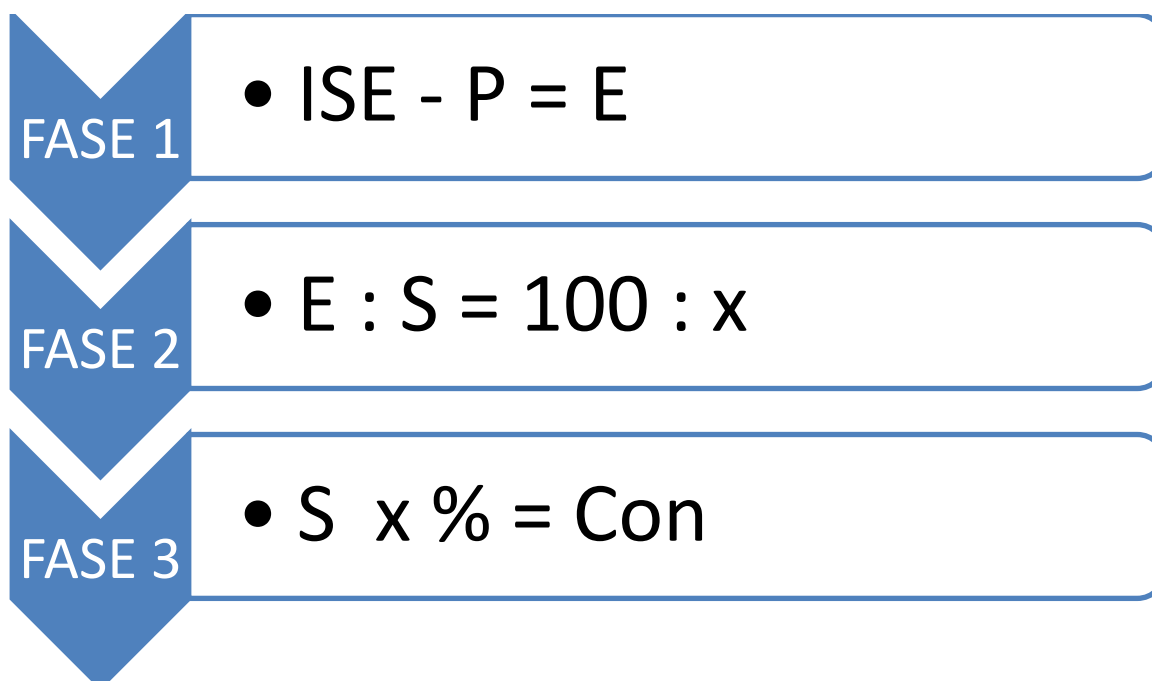 FASE 1
• ISE - P = E
FASE 2
• E : S = 100 : x
FASE 3
• S  x % = Con